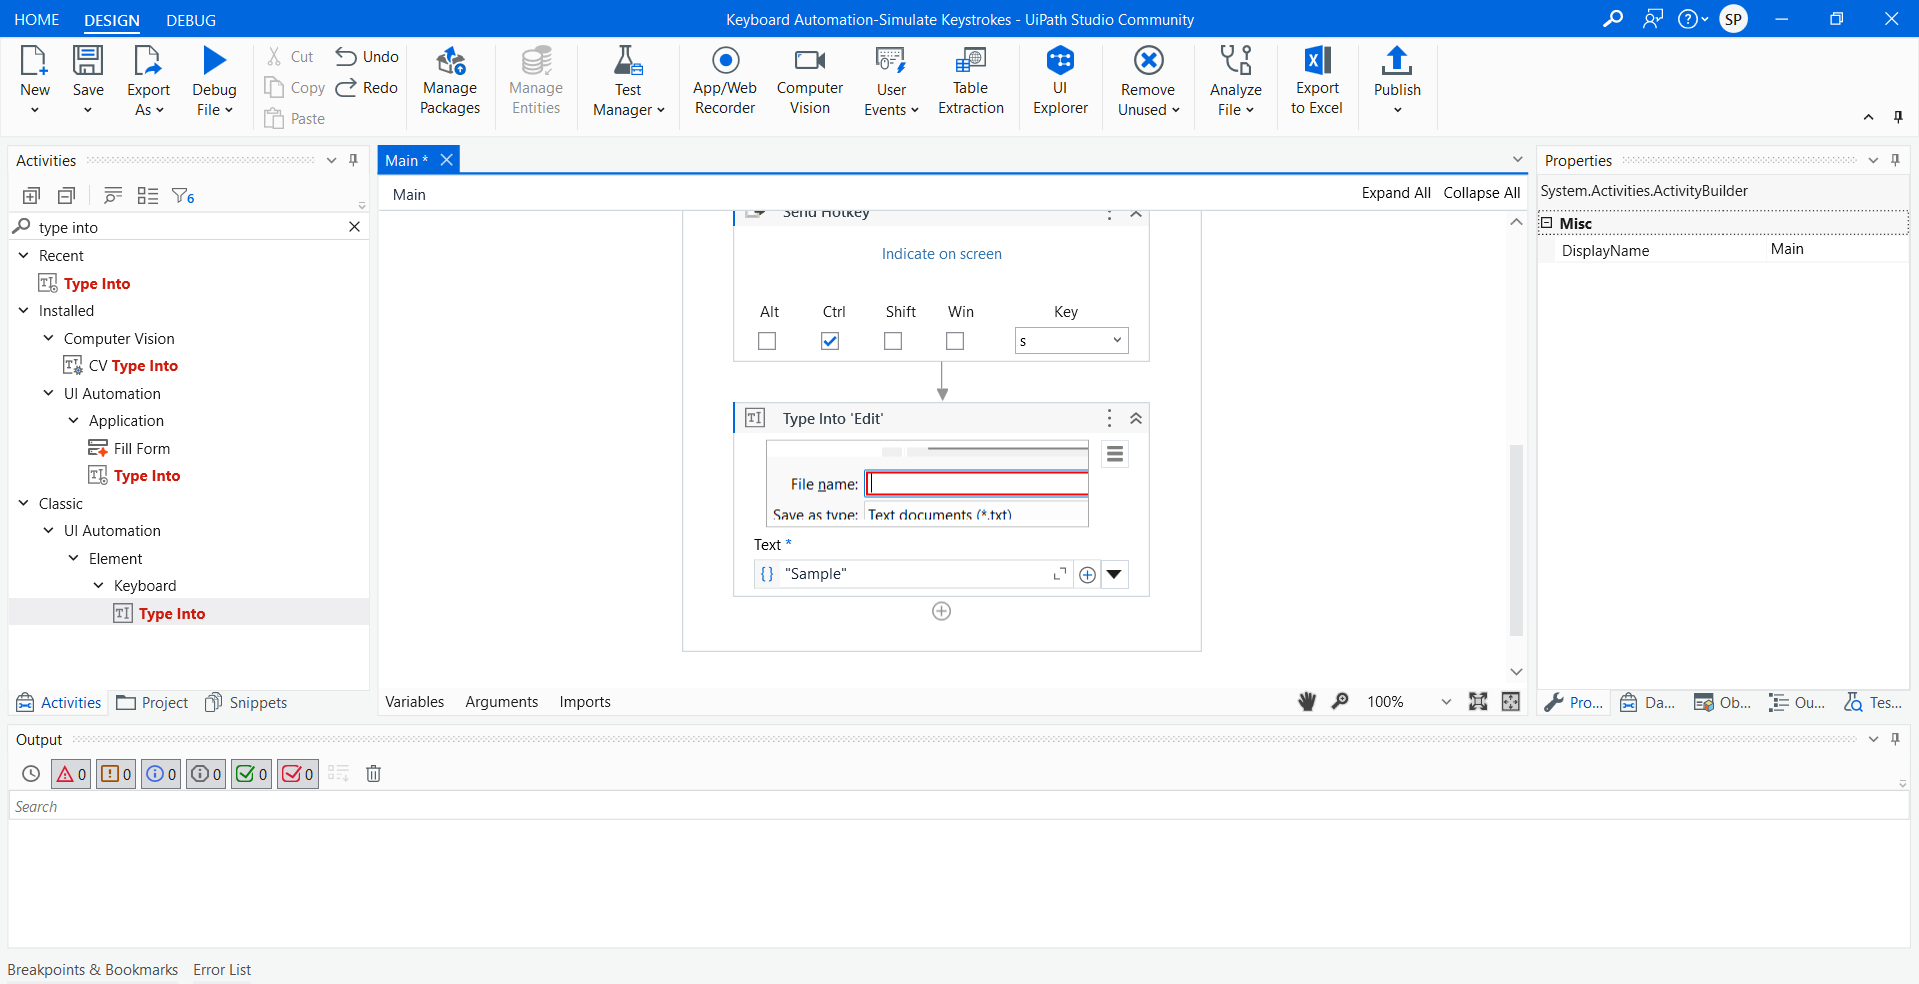 HOME DESIGN DEBUG
Keyboard Automation-Simulate Keystrokes - UiPath Studio Community
SP
New
Save
Export As
Debug File
Cut
Copy
Paste
Undo
Redo
Manage Packages
Manage Entities
Test Manager
App/Web Recorder
Computer Vision
User Events
Table Extraction
UI Explorer
Remove Unused
Analyze File
Export to Excel
Publish
Activities
6
type into
Recent
Type Into
Installed
Computer Vision
CV Type Into
UI Automation
Application
Fill Form
Type Into
Classic
UI Automation
Element
Keyboard
Type Into
Activities Project Snippets
Main *
Main
Expand All Collapse All
Send Hotkey
Indicate on screen
Alt Ctrl Shift Win Key
s
Type Into 'Edit'
File name:
Save as type: Text documents (*.txt)
Text *
{} "Sample"
Variables Arguments Imports
100%
Properties
System.Activities.ActivityBuilder
Misc
DisplayName Main
Pro... Da... Ob... Ou... Tes...
Output
0 0 0 0 0 0
Search
Breakpoints & Bookmarks Error List